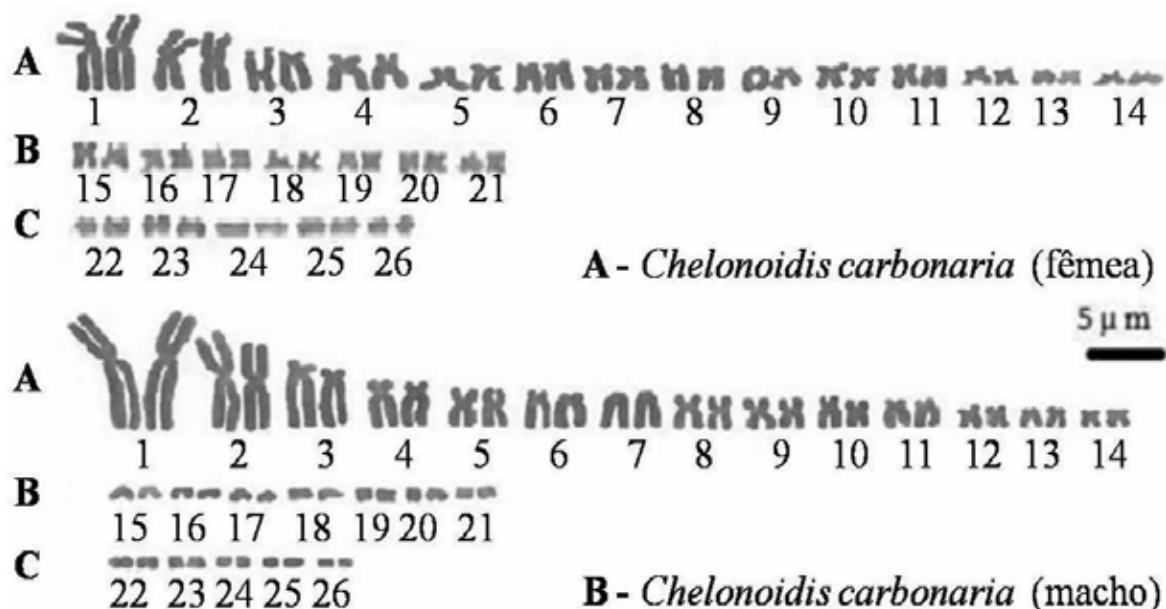 A
1 2 3 4 5 6 7 8 9 10 11 12 13 14
B
15 16 17 18 19 20 21
C
22 23 24 25 26
A - Chelonoidis carbonaria (fêmea)
5 µ m
A
1 2 3 4 5 6 7 8 9 10 11 12 13 14
B
15 16 17 18 19 20 21
C
22 23 24 25 26
B - Chelonoidis carbonaria (macho)